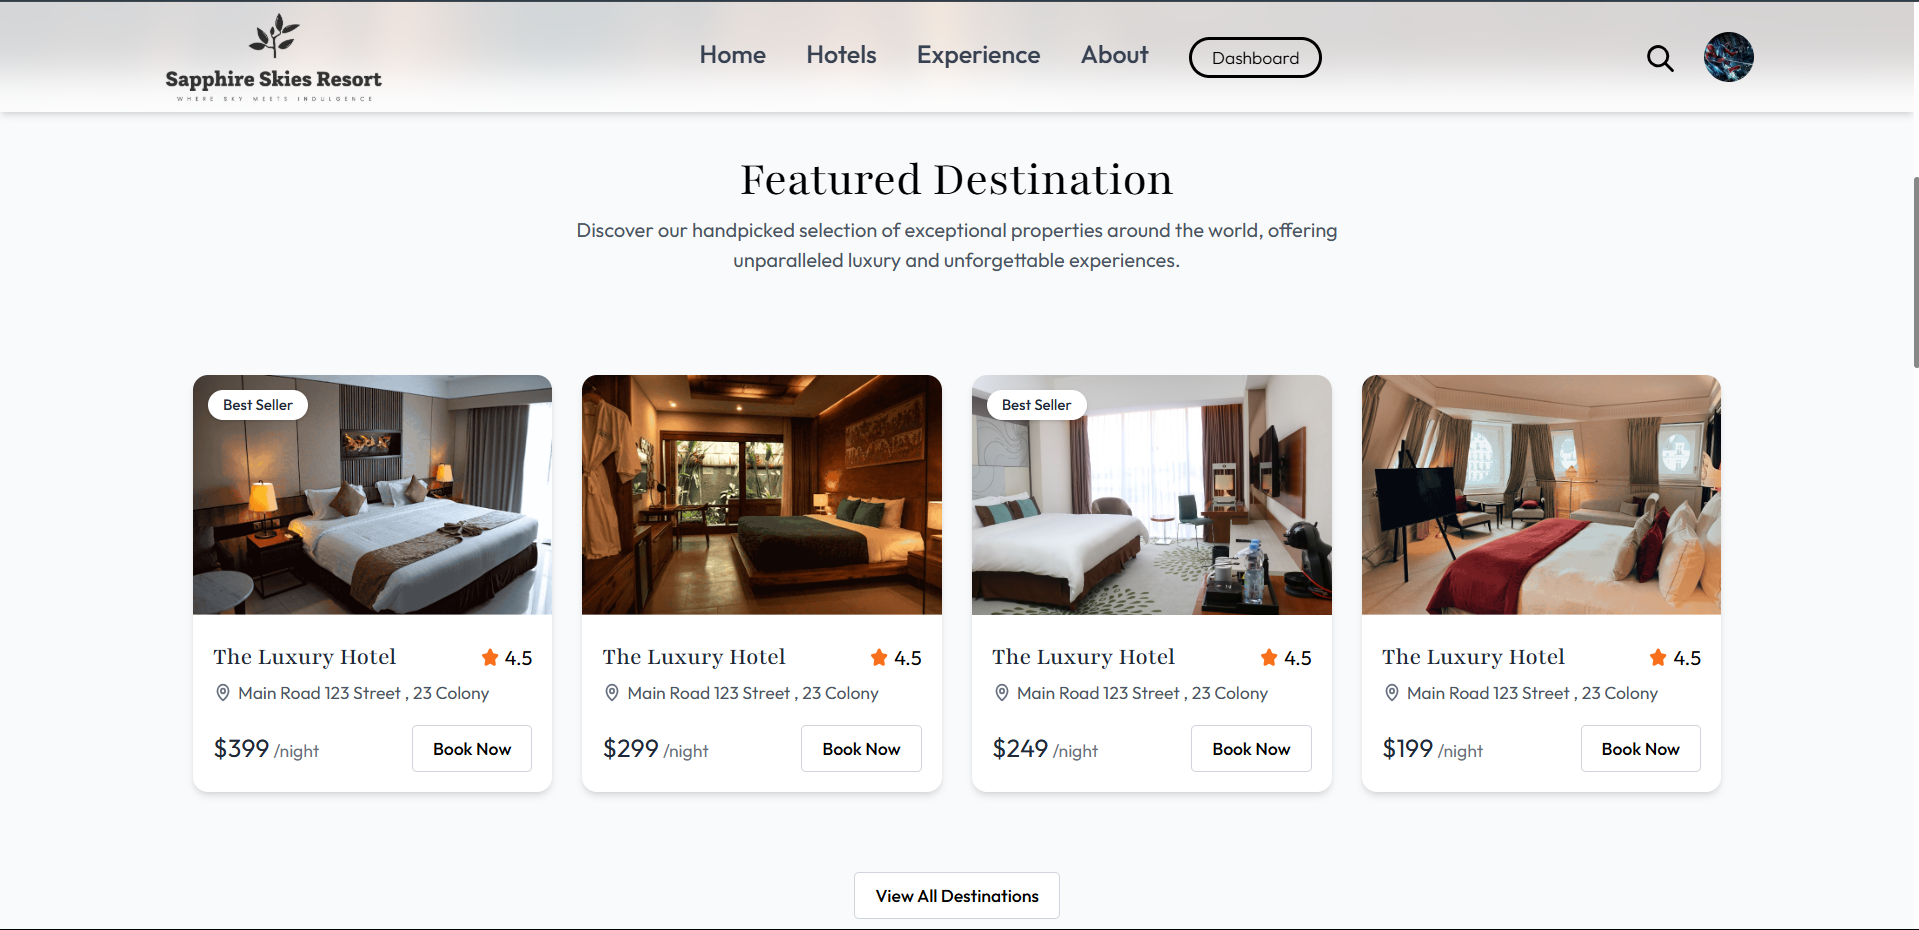 Sapphire Skies Resort
WHERE SKY MEETS INDULGENCE
Home Hotels Experience About Dashboard
Featured Destination
Discover our handpicked selection of exceptional properties around the world, offering
unparalleled luxury and unforgettable experiences.
Best Seller
The Luxury Hotel 4.5
Main Road 123 Street , 23 Colony
$399 /night Book Now
The Luxury Hotel 4.5
Main Road 123 Street , 23 Colony
$299 /night Book Now
Best Seller
The Luxury Hotel 4.5
Main Road 123 Street , 23 Colony
$249 /night Book Now
The Luxury Hotel 4.5
Main Road 123 Street , 23 Colony
$199 /night Book Now
View All Destinations